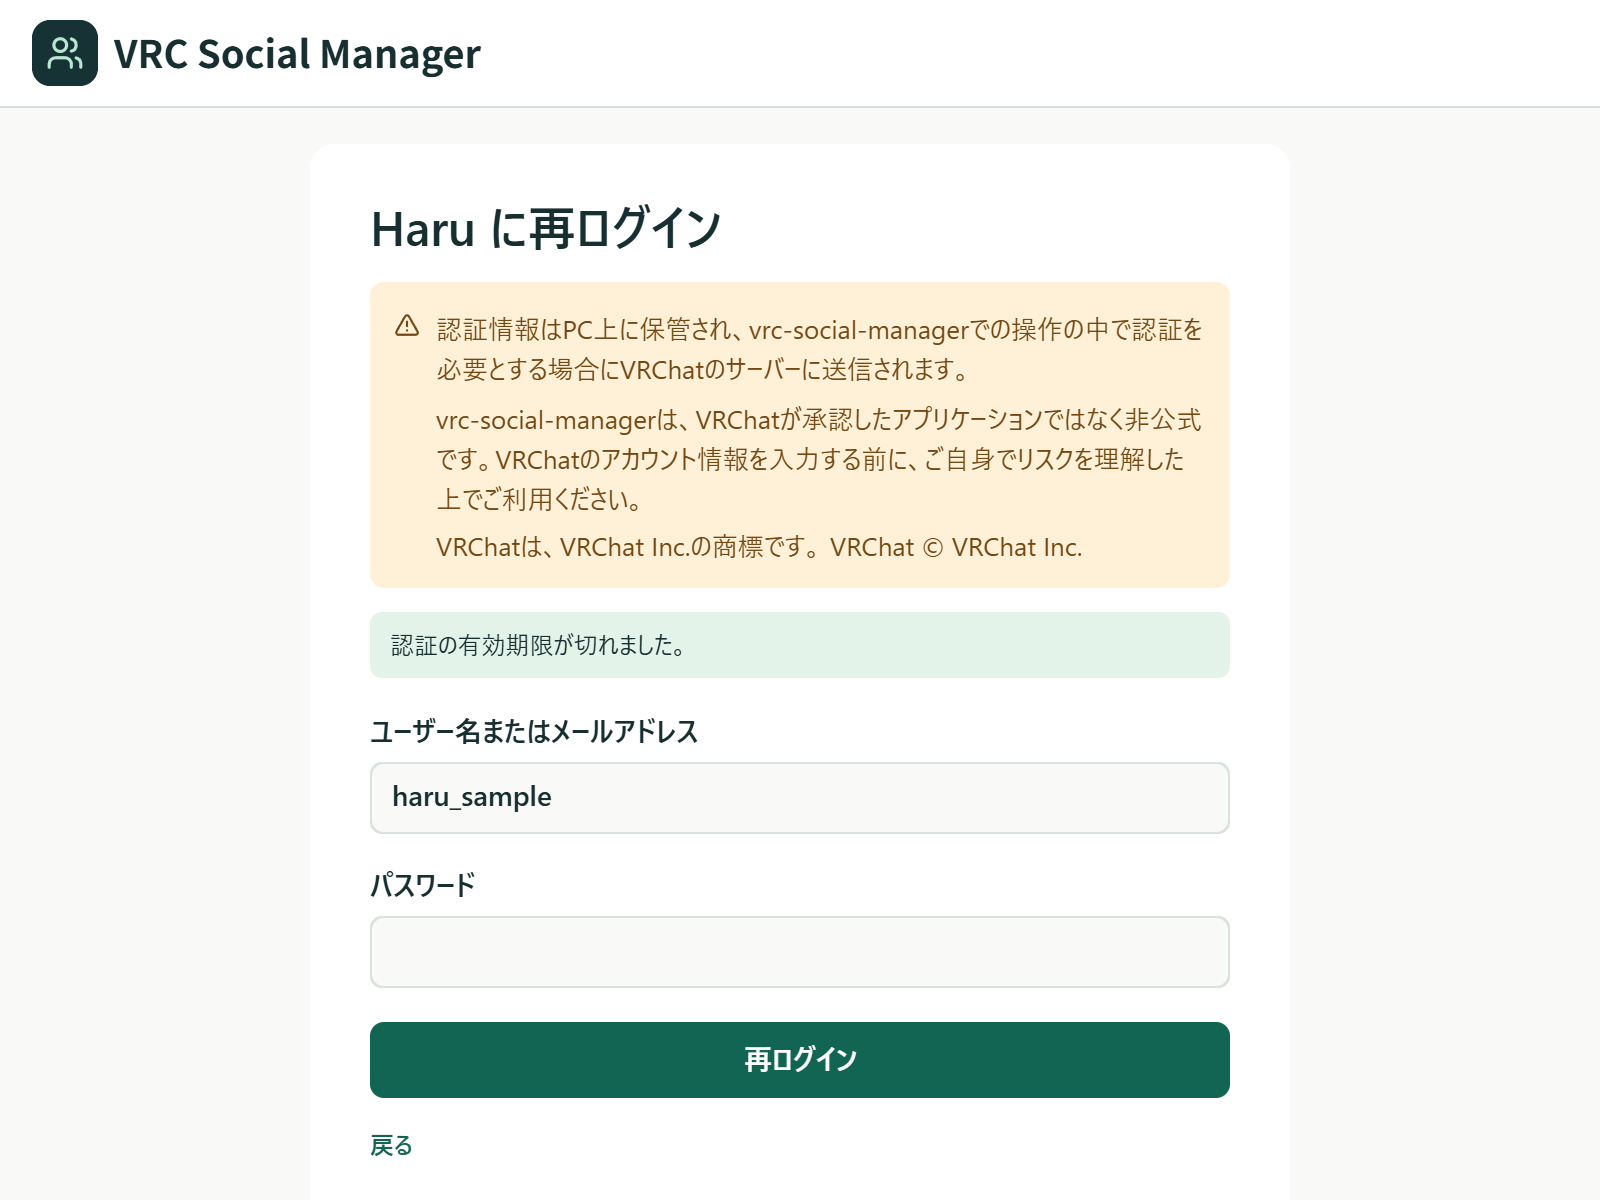 VRC Social Manager
Haru に再ログイン
認証情報はPC上に保管され、vrc-social-managerでの操作の中で認証を
必要とする場合にVRChatのサーバーに送信されます。
vrc-social-managerは、VRChatが承認したアプリケーションではなく非公式
です。VRChatのアカウント情報を入力する前に、ご自身でリスクを理解した
上でご利用ください。
VRChatは、VRChat Inc.の商標です。 VRChat © VRChat Inc.
認証の有効期限が切れました。
ユーザー名またはメールアドレス
haru_sample
パスワード
再ログイン
戻る